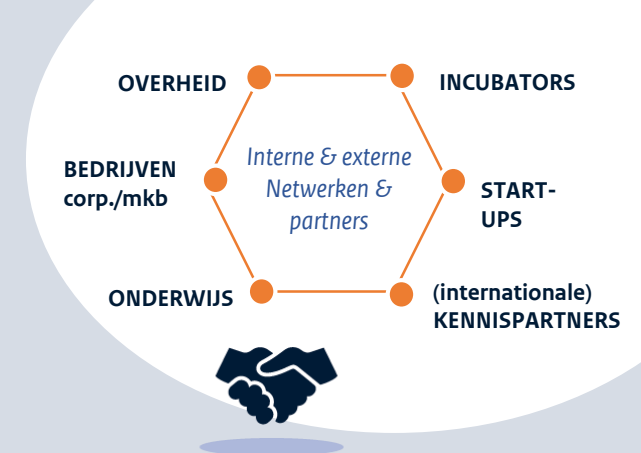 OVERHEID
INCUBATORS
BEDRIJVEN
corp./mkb
Interne & externe
Netwerken &
partners
START-
UPS
ONDERWIJS
(internationale)
KENNISPARTNERS